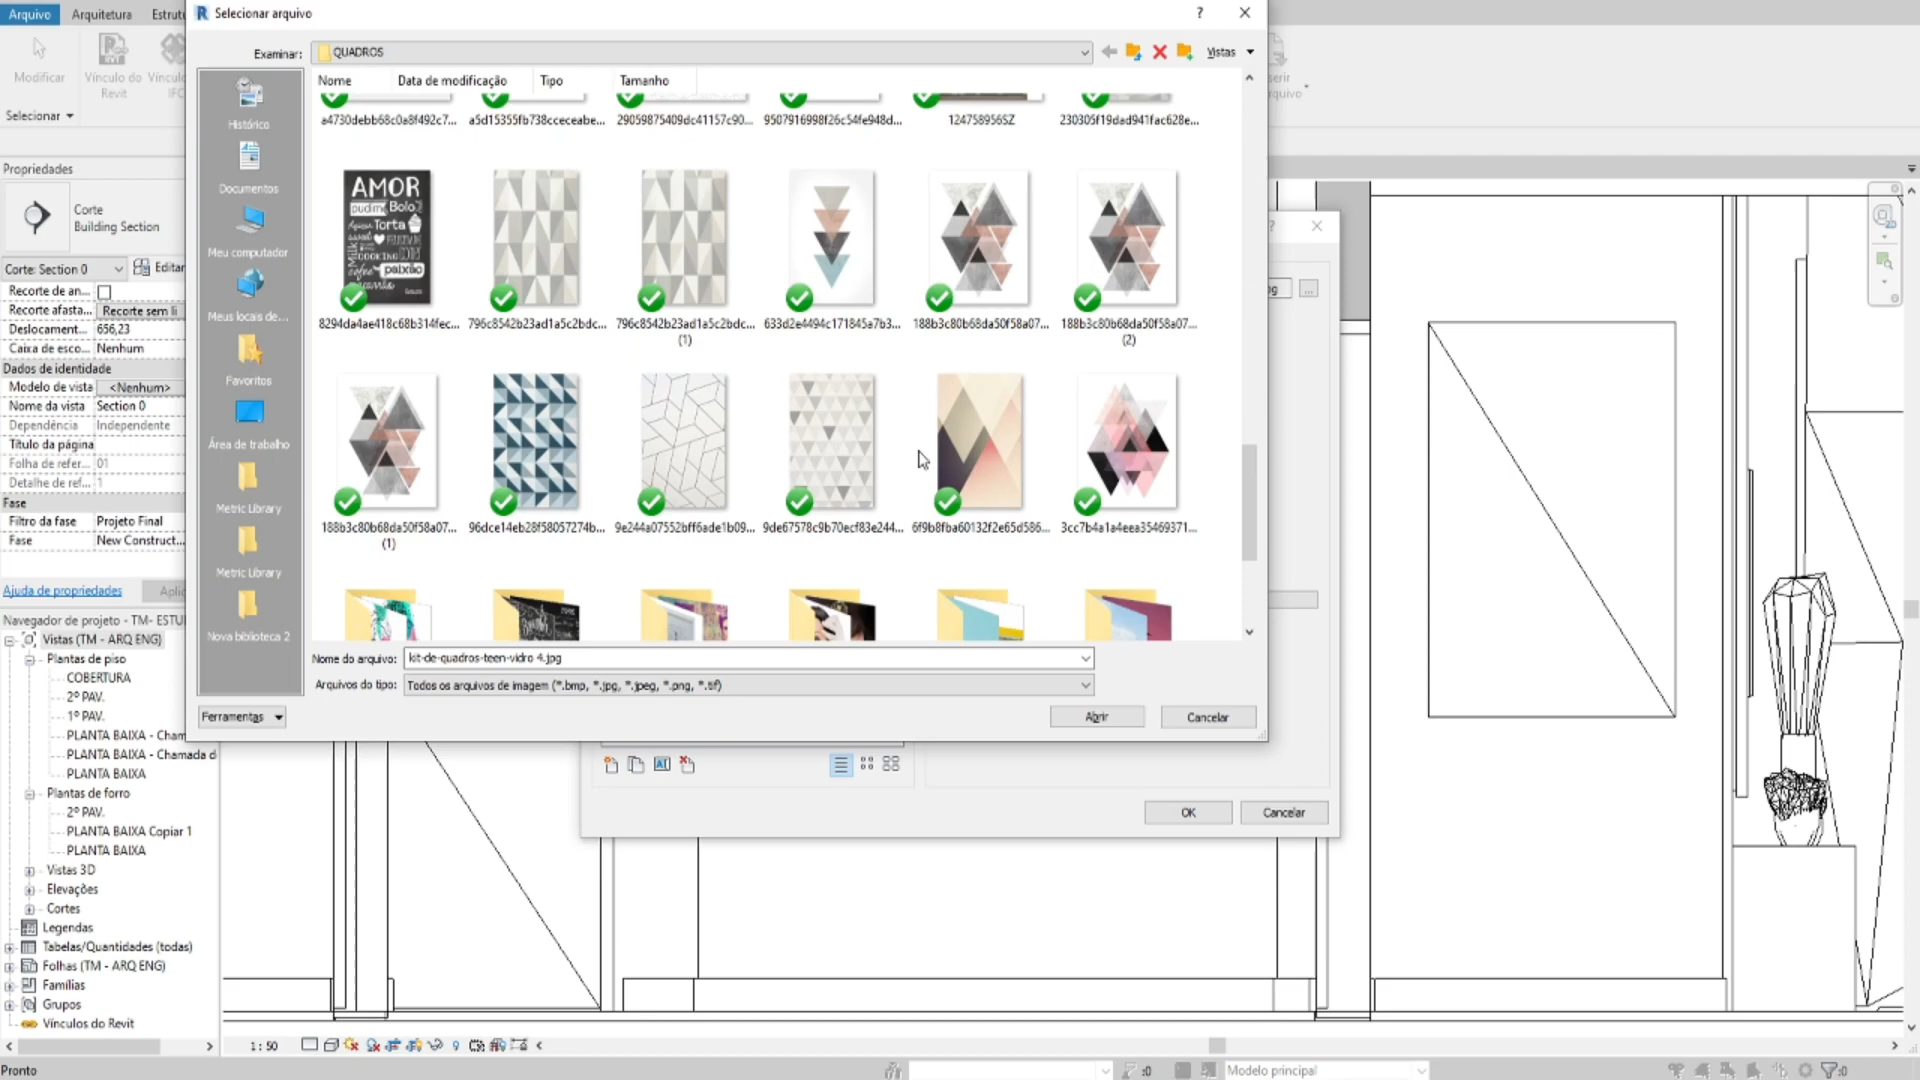 Arquivo
Arquitetura
Estrutu
Modificar
Vínculo do
Revit
Víncul
IFC
Selecionar
Selecionar arquivo
?
Examinar:
QUADROS
Vistas
Nome
Data de modificação
Tipo
Tamanho
Histórico
Documentos
Meu computador
Meus locais de...
Favoritos
Área de trabalho
Metric Library
Metric Library
Nova biblioteca 2
a4730debb68c0a8f492c7...
a5d15355fb738cceceabe...
29059875409dc41157c90...
9507916998f26c54fe948d...
124758956SZ
230305f19dad941fac628e...
AMOR
pudim
Bolo
Torta
COOKING
paixão
8294da4ae418c68b314fec...
796c8542b23ad1a5c2bdc...
796c8542b23ad1a5c2bdc...
(1)
633d2e4494c171845a7b3...
188b3c80b68da50f58a07...
188b3c80b68da50f58a07...
(2)
188b3c80b68da50f58a07...
(1)
96dce14eb28f58057274b...
9e244a07552bff6ade1b09...
9de67578c9b70ecf83e244...
6f9b8fba60132f2e65d586...
3cc7b4a1a4eea35469371...
Nome do arquivo:
kit-de-quadros-teen-vidro 4.jpg
Arquivos do tipo:
Todos os arquivos de imagem (*.bmp, *.jpg, *.jpeg, *.png, *.tif)
Ferramentas
Abrir
Cancelar
OK
Cancelar
Propriedades
Corte
Building Section
Corte: Section 0
Editar
Recorte de an...
Recorte afasta...
Recorte sem li
Deslocament...
656,23
Caixa de esco...
Nenhum
Dados de identidade
Modelo de vista
<Nenhum>
Nome da vista
Section 0
Dependência
Independente
Título da página
Folha de refer...
01
Detalhe de ref...
1
Fase
Filtro da fase
Projeto Final
Fase
New Construct...
Ajuda de propriedades
Aplic
Navegador de projeto - TM- ESTU
Vistas (TM - ARQ ENG)
Plantas de piso
COBERTURA
2º PAV.
1º PAV.
PLANTA BAIXA - Cham
PLANTA BAIXA - Chamada d
PLANTA BAIXA
Plantas de forro
2º PAV.
PLANTA BAIXA Copiar 1
PLANTA BAIXA
Vistas 3D
Elevações
Cortes
Legendas
Tabelas/Quantidades (todas)
Folhas (TM - ARQ ENG)
Famílias
Grupos
Vínculos do Revit
1 : 50
Pronto
:0
Modelo principal
:0